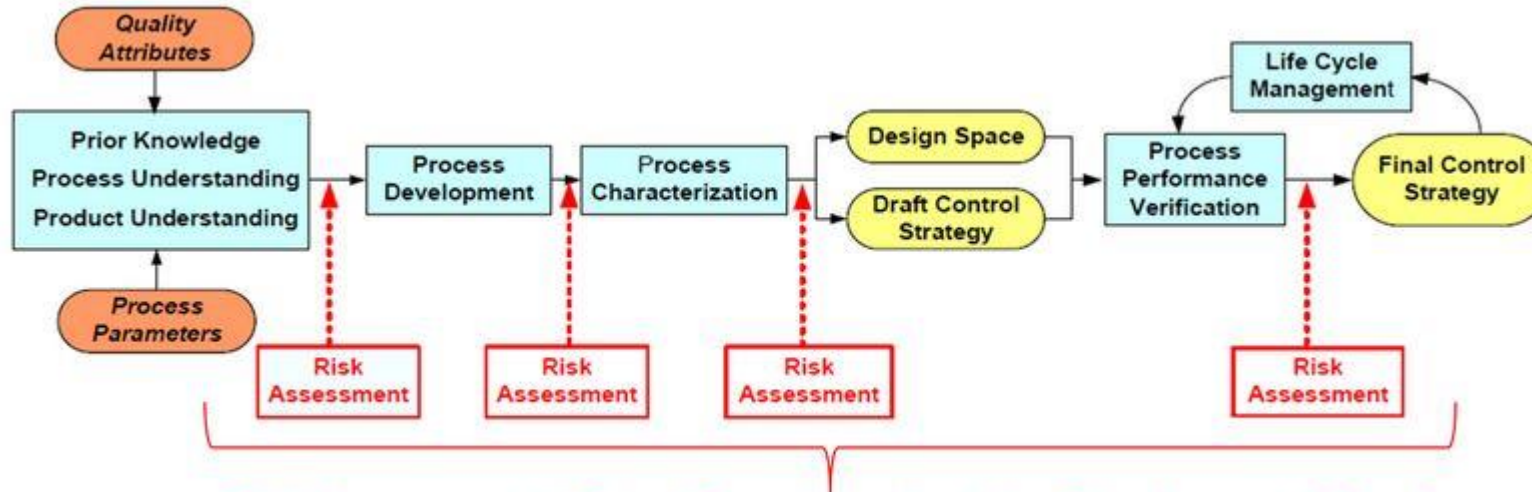 Quality
Attributes
Prior Knowledge
Process Understanding
Product Understanding
Process
Parameters
Process
Development
Process
Characterization
Design Space
Draft Control
Strategy
Process
Performance
Verification
Life Cycle
Management
Final Control
Strategy
Risk
Assessment
Risk
Assessment
Risk
Assessment
Risk
Assessment